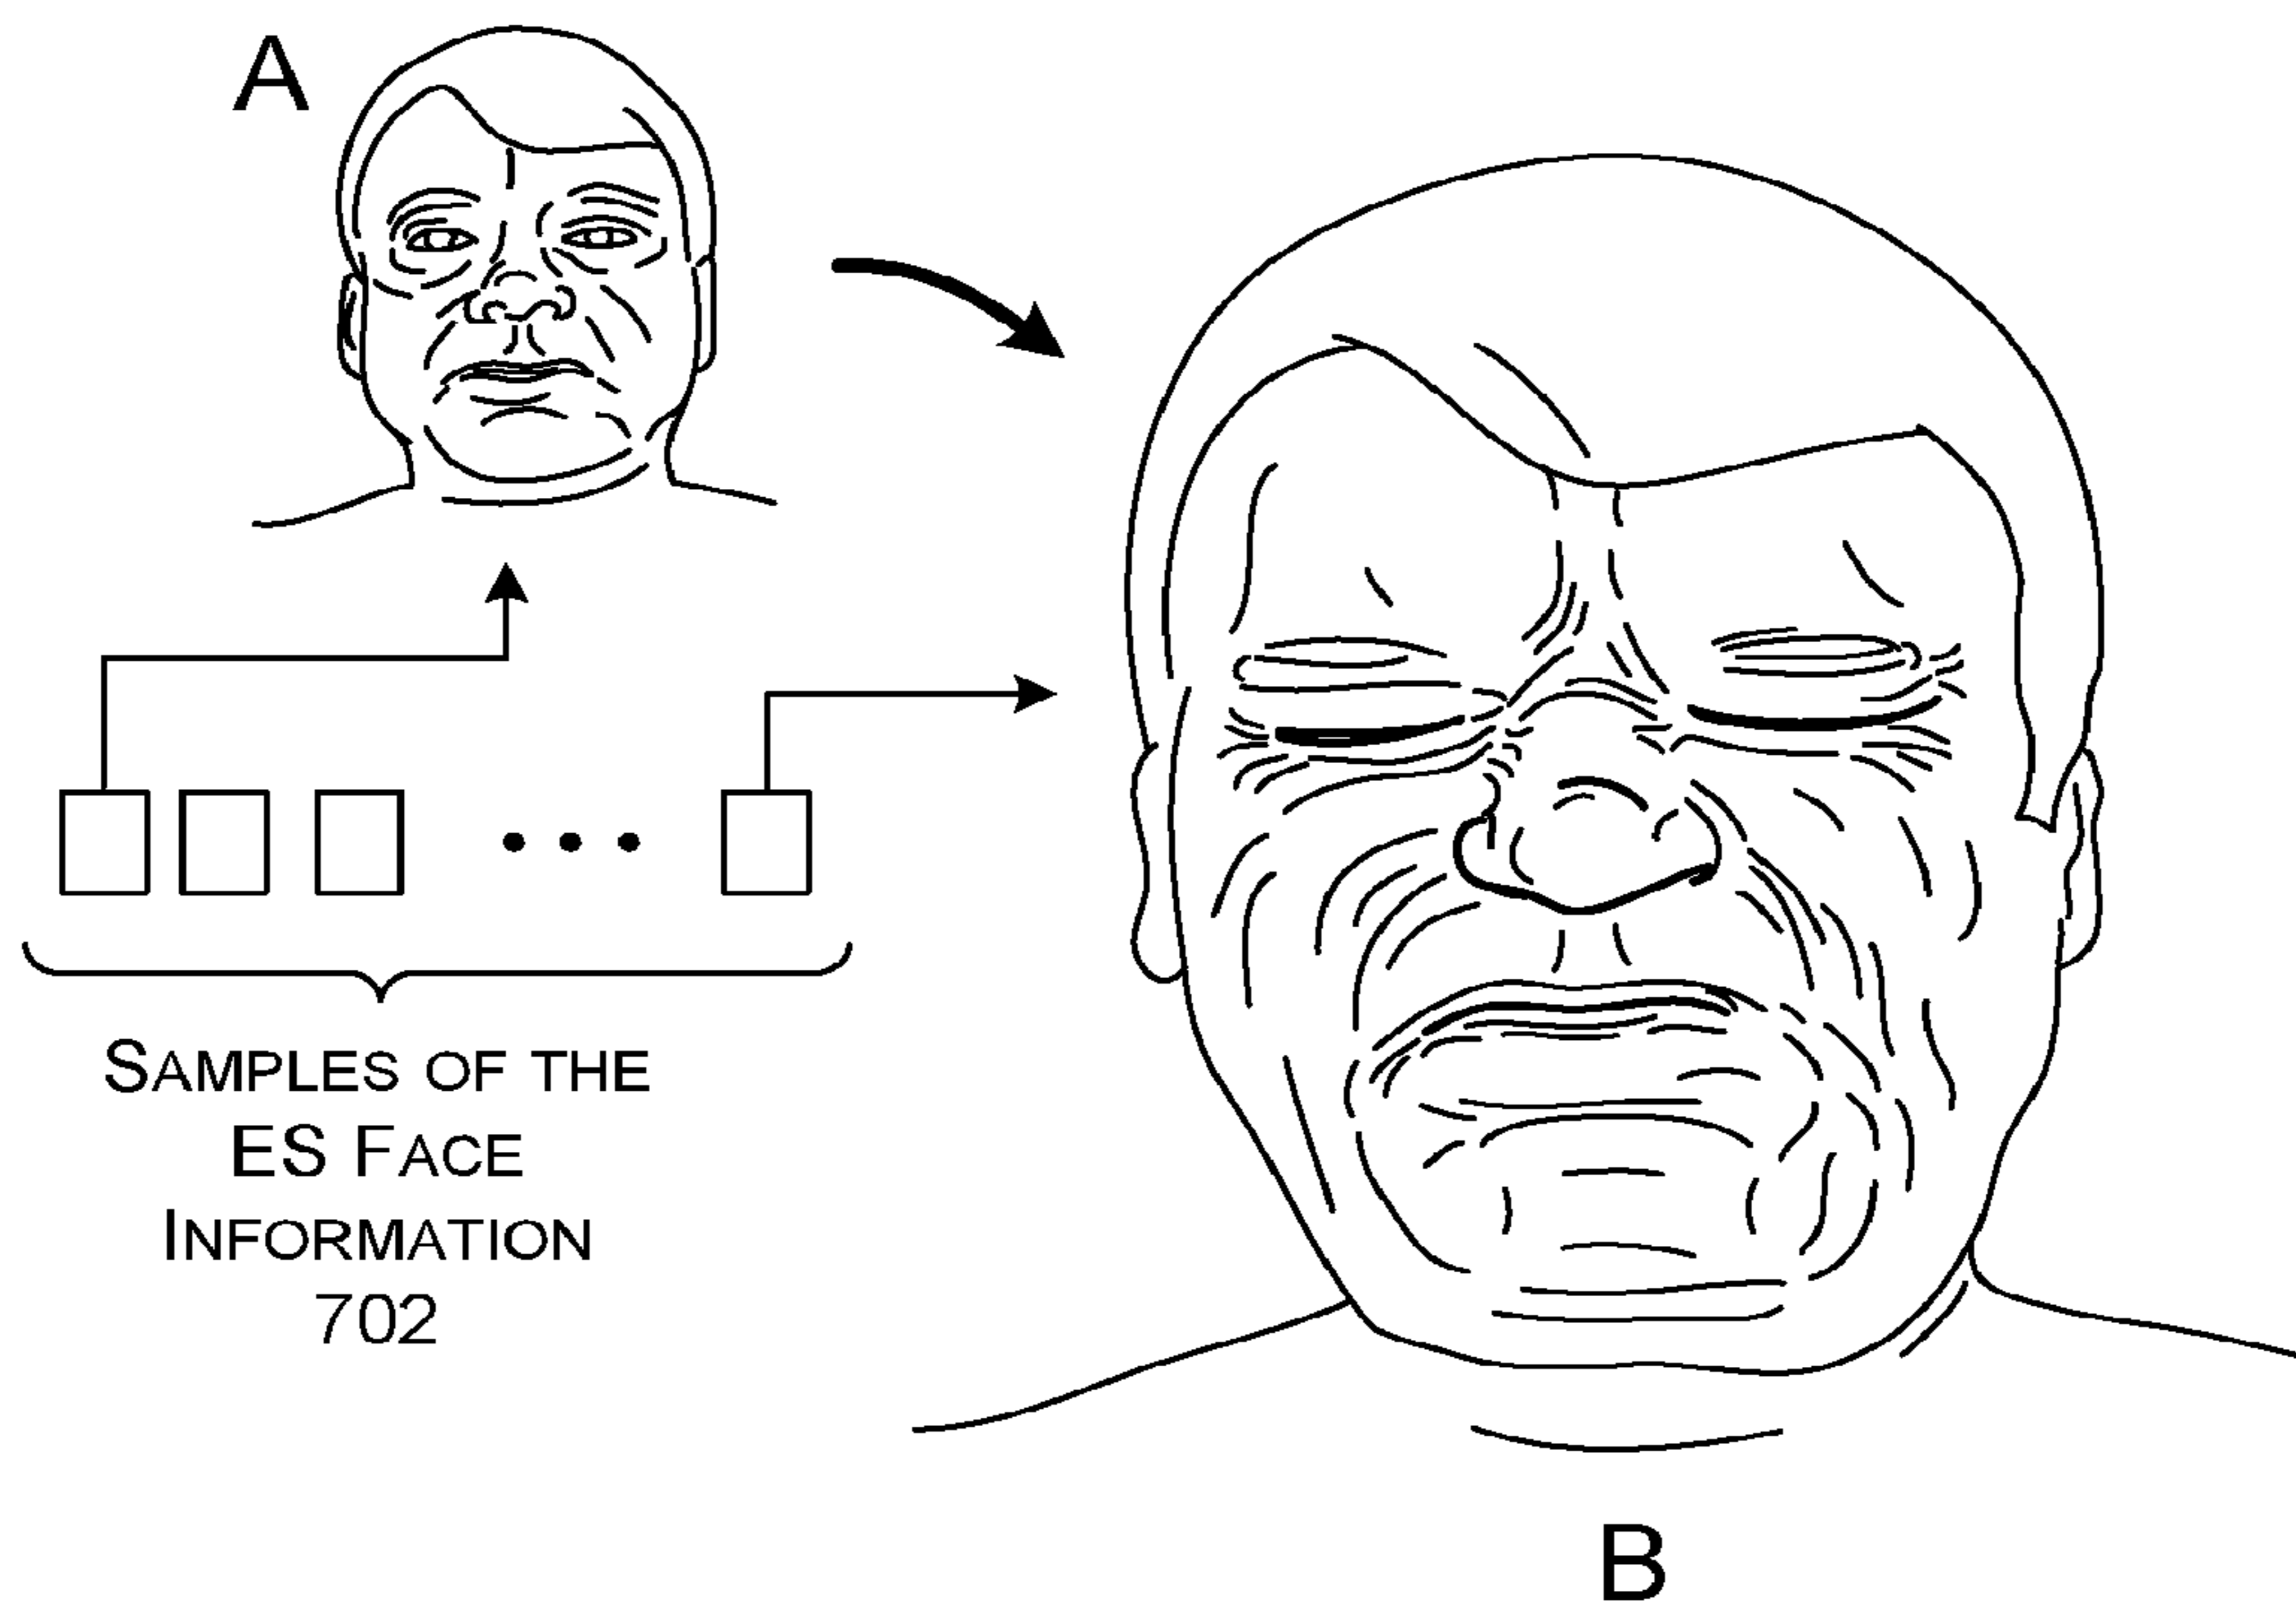 A
SAMPLES OF THE
ES FACE
INFORMATION
702
B